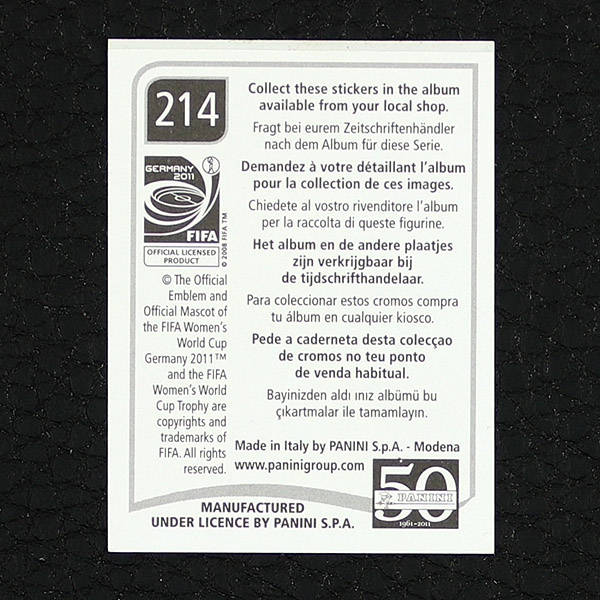 214
Collect these stickers in the album
available from your local shop.
Fragt bei eurem Zeitschriftenhändler
nach dem Album für diese Serie.
Demandez à votre détaillant l'album
pour la collection de ces images.
Chiedete al vostro rivenditore l'album
per la raccolta di queste figurine.
Het album en de andere plaatjes
zijn verkrijgbaar bij
de tijdschrifthandelaar.
Para coleccionar estos cromos compra
tu álbum en cualquier kiosco.
Pede a caderneta desta colecçao
de cromos no teu ponto
de venda habitual.
Bayinizden aldı ınız albümü bu
çıkartmalar ile tamamlayın.
GERMANY
2011
FIFA
© 2008 FIFA TM
OFFICIAL LICENSED
PRODUCT
© The Official
Emblem and
Official Mascot of
the FIFA Women's
World Cup
Germany 2011™
and the FIFA
Women's World
Cup Trophy are
copyrights and
trademarks of
FIFA. All rights
reserved.
Made in Italy by PANINI S.p.A. - Modena
www.paninigroup.com
50
PANINI
1961-2011
MANUFACTURED
UNDER LICENCE BY PANINI S.P.A.